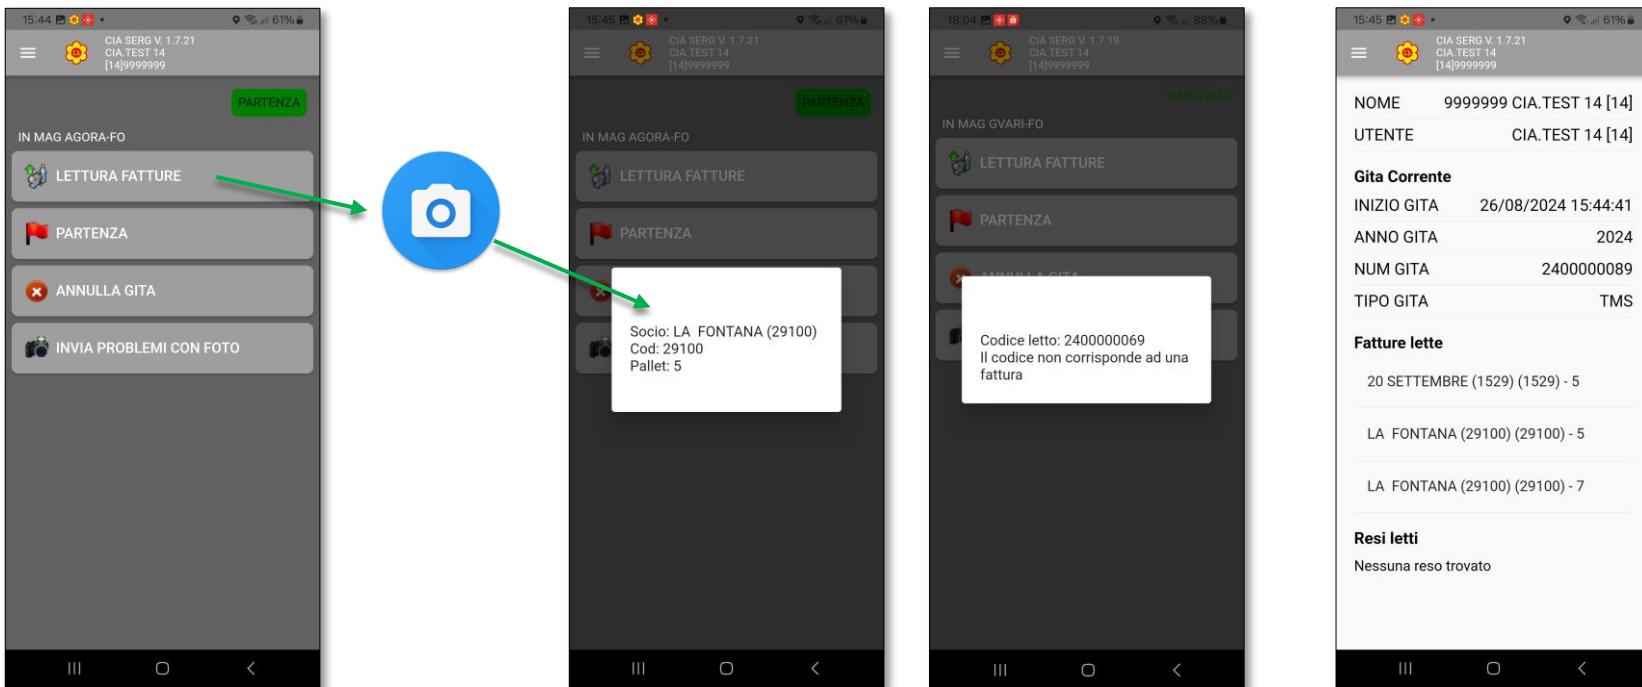 15:44
61%
CIA SERG V. 1.7.21
CIA.TEST 14
[14]9999999
PARTENZA
IN MAG AGORA-FO
LETTURA FATTURE
PARTENZA
ANNULLA GITA
INVIA PROBLEMI CON FOTO
15:45
61%
CIA SERG V. 1.7.21
CIA.TEST 14
[14]9999999
PARTENZA
IN MAG AGORA-FO
LETTURA FATTURE
PARTENZA
Socio: LA FONTANA (29100)
Cod: 29100
Pallet: 5
18:04
88%
CIA SERG V. 1.7.19
CIA.TEST 14
[14]9999999
PARTENZA
IN MAG GVARI-FO
LETTURA FATTURE
PARTENZA
ANNULLA GITA
Codice letto: 2400000069
Il codice non corrisponde ad una
fattura
15:45
61%
CIA SERG V. 1.7.21
CIA.TEST 14
[14]9999999
NOME 9999999 CIA.TEST 14 [14]
UTENTE CIA.TEST 14 [14]
Gita Corrente
INIZIO GITA 26/08/2024 15:44:41
ANNO GITA 2024
NUM GITA 2400000089
TIPO GITA TMS
Fatture lette
20 SETTEMBRE (1529) (1529) - 5
LA FONTANA (29100) (29100) - 5
LA FONTANA (29100) (29100) - 7
Resi letti
Nessuna reso trovato